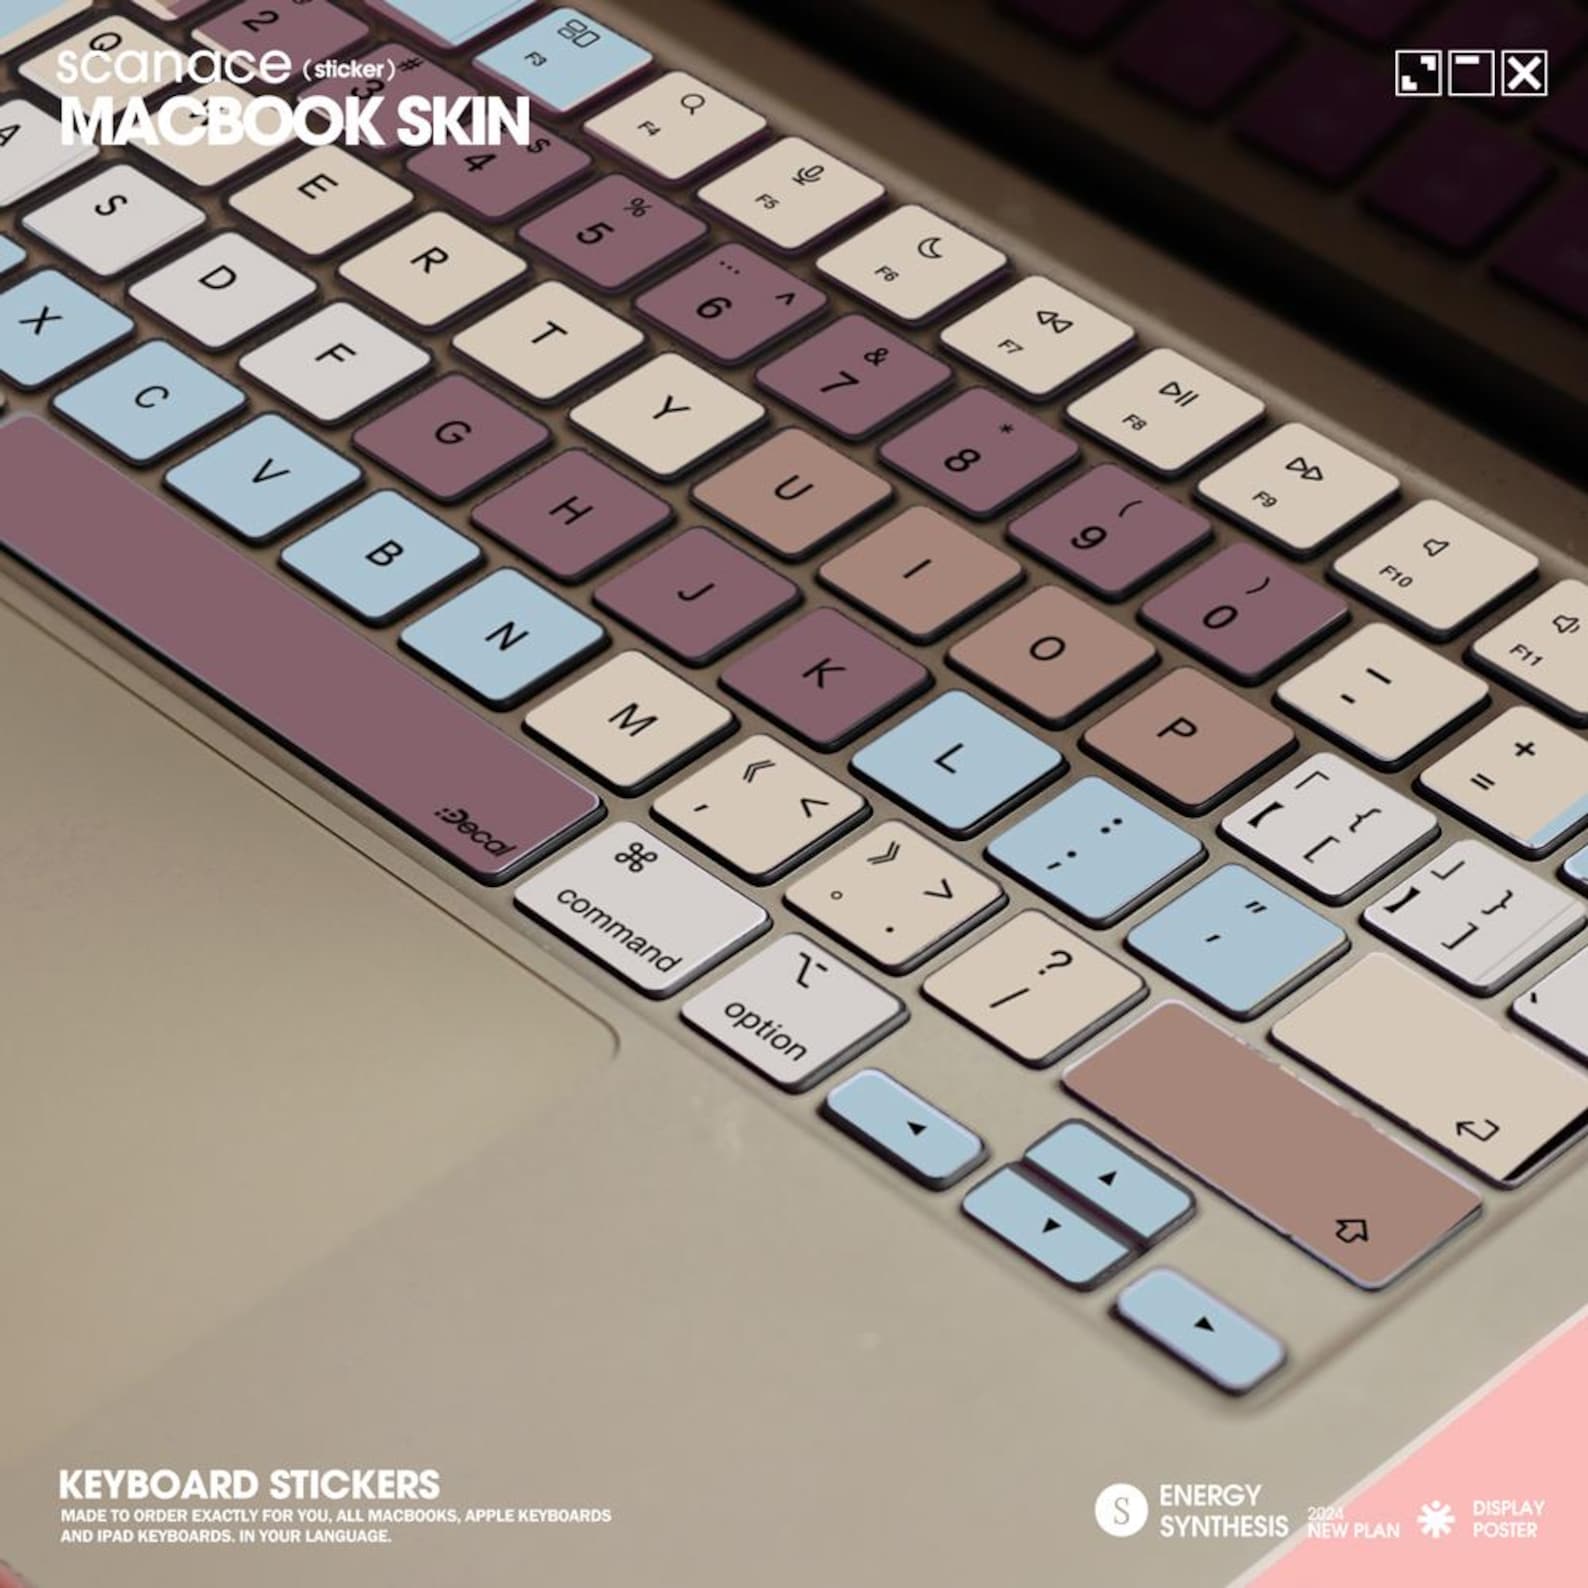 scanace (sticker)
MACBOOK SKIN
F3
F4
F5
F6
F7
F8
F9
F10
F11
2
3 #
4 $
5 %
6 … ^
7 &
8 *
9 (
0 )
- –
= +
Q
E
R
T
Y
U
I
O
P
「 【 { [
」 】 } ]
A
S
D
F
G
H
J
K
L
: ;
" '
X
C
V
B
N
M
《 , <
》 。 > .
? /
Decal
⌘
command
⌥
option
◀
▲
▼
▶
KEYBOARD STICKERS
MADE TO ORDER EXACTLY FOR YOU, ALL MACBOOKS, APPLE KEYBOARDS
AND IPAD KEYBOARDS. IN YOUR LANGUAGE.
S
ENERGY
SYNTHESIS
2024
NEW PLAN
DISPLAY
POSTER